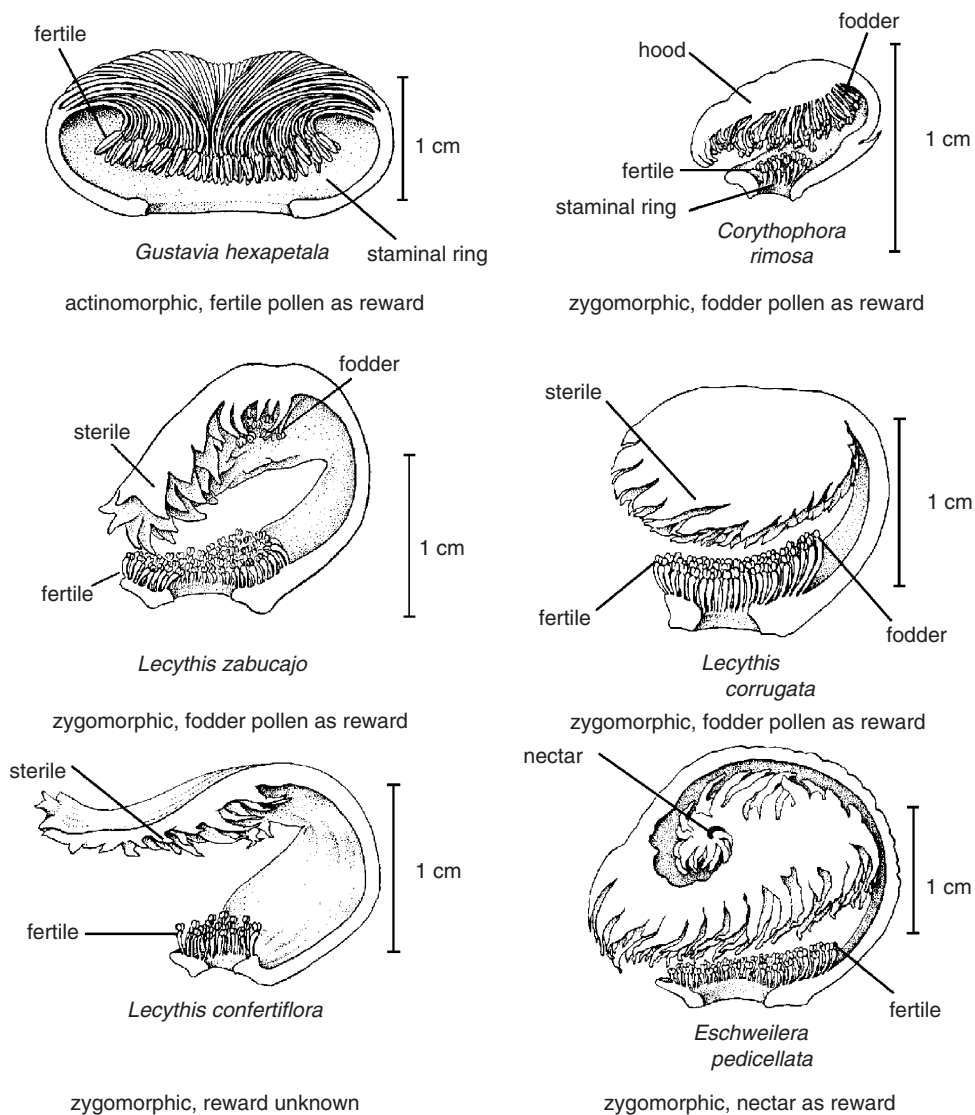 fertile
1 cm
Gustavia hexapetala
staminal ring
actinomorphic, fertile pollen as reward
hood
fodder
1 cm
fertile
staminal ring
Corythophora
rimosa
zygomorphic, fodder pollen as reward
fodder
sterile
1 cm
fertile
Lecythis zabucajo
zygomorphic, fodder pollen as reward
sterile
1 cm
fertile
fodder
Lecythis
corrugata
zygomorphic, fodder pollen as reward
sterile
1 cm
fertile
Lecythis confertiflora
zygomorphic, reward unknown
nectar
1 cm
fertile
Eschweilera
pedicellata
zygomorphic, nectar as reward